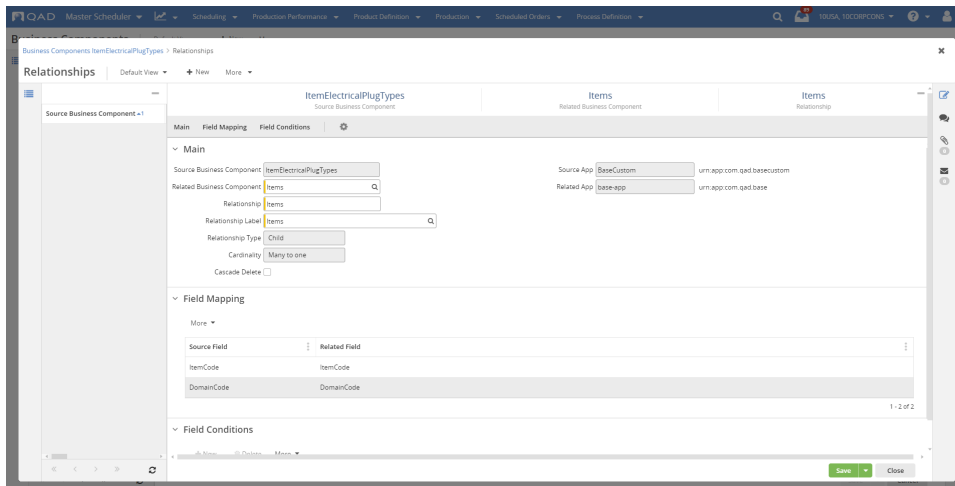 QAD Master Scheduler Scheduling Production Performance Product Definition Production Scheduled Orders Process Definition 10USA, 10CORPCONS
Business Components ItemElectricalPlugTypes > Relationships
Relationships Default View + New More
ItemElectricalPlugTypes Items Items
Source Business Component Related Business Component Relationship
Source Business Component 1
Main Field Mapping Field Conditions
Main
Source Business Component ItemElectricalPlugTypes Source App BaseCustom urn:app:com.qad.basecustom
Related Business Component Items Related App base-app urn:app:com.qad.base
Relationship Items
Relationship Label Items
Relationship Type Child
Cardinality Many to one
Cascade Delete
Field Mapping
More
Source Field Related Field
ItemCode ItemCode
DomainCode DomainCode
1 - 2 of 2
Field Conditions
+ New Delete More
Save Close